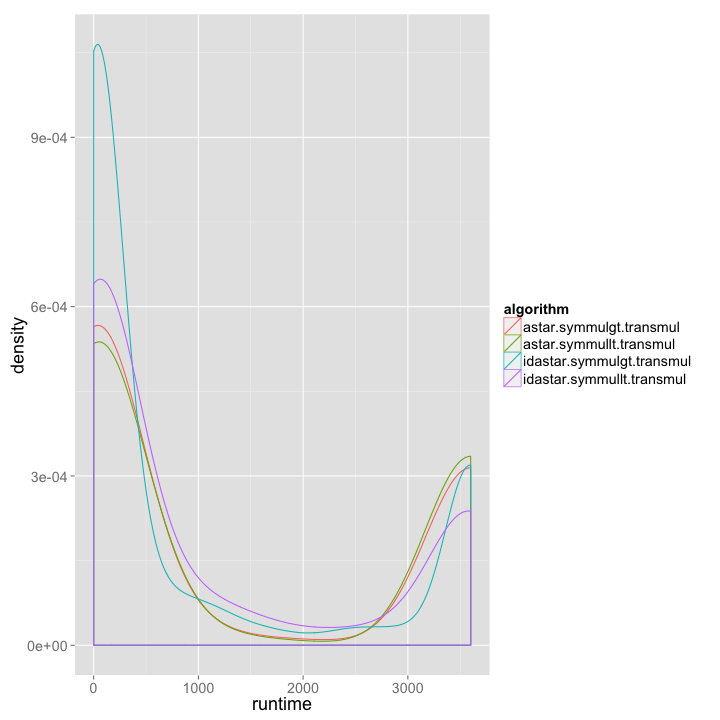 density
9e-04
6e-04
3e-04
0e+00
0
1000
2000
3000
runtime
algorithm
astar.symmulgt.transmul
astar.symmullt.transmul
idastar.symmulgt.transmul
idastar.symmullt.transmul